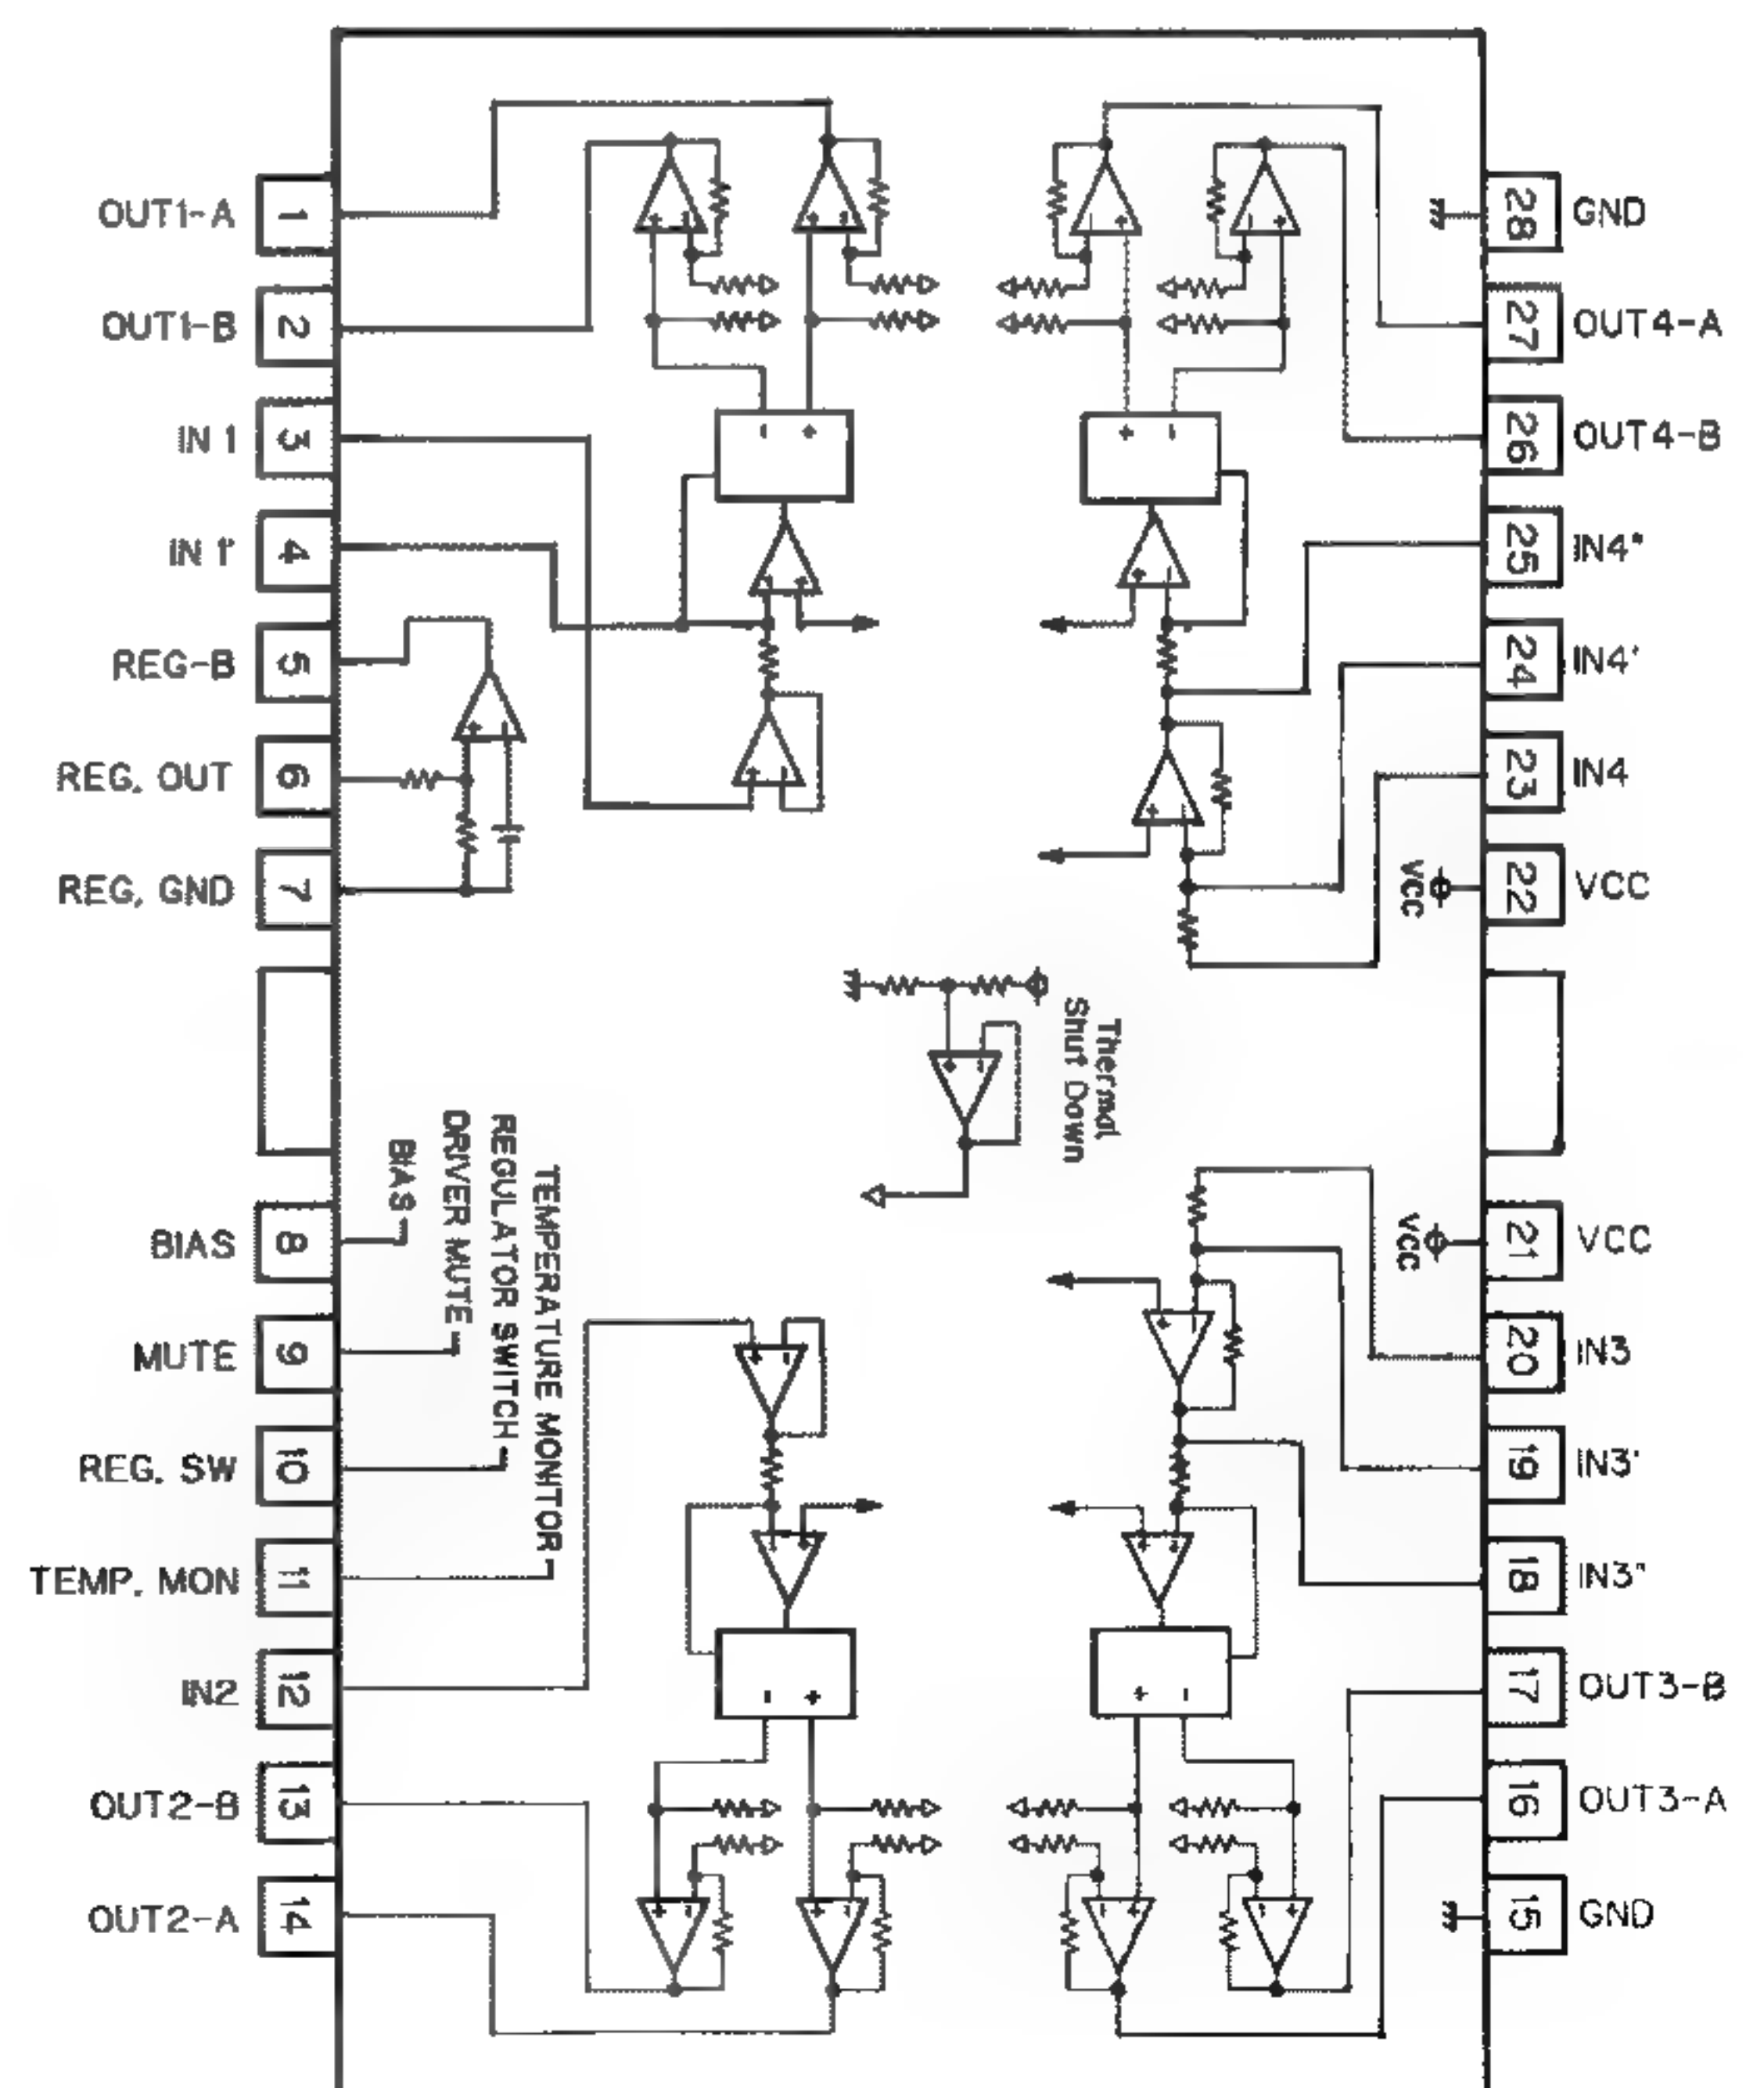 OUT1-A 1
OUT1-B 2
IN 1 3
IN 1' 4
REG-B 5
REG. OUT 6
REG. GND 7
BIAS 8
MUTE 9
REG. SW 10
TEMP. MON 11
IN2 12
OUT2-B 13
OUT2-A 14
BIAS
DRIVER MUTE
REGULATOR SWITCH
TEMPERATURE MONITOR
Thermal
Shut Down
28 GND
27 OUT4-A
26 OUT4-B
25 IN4"
24 IN4'
23 IN4
VCC 22 VCC
VCC 21 VCC
20 IN3
19 IN3'
18 IN3"
17 OUT3-B
16 OUT3-A
15 GND